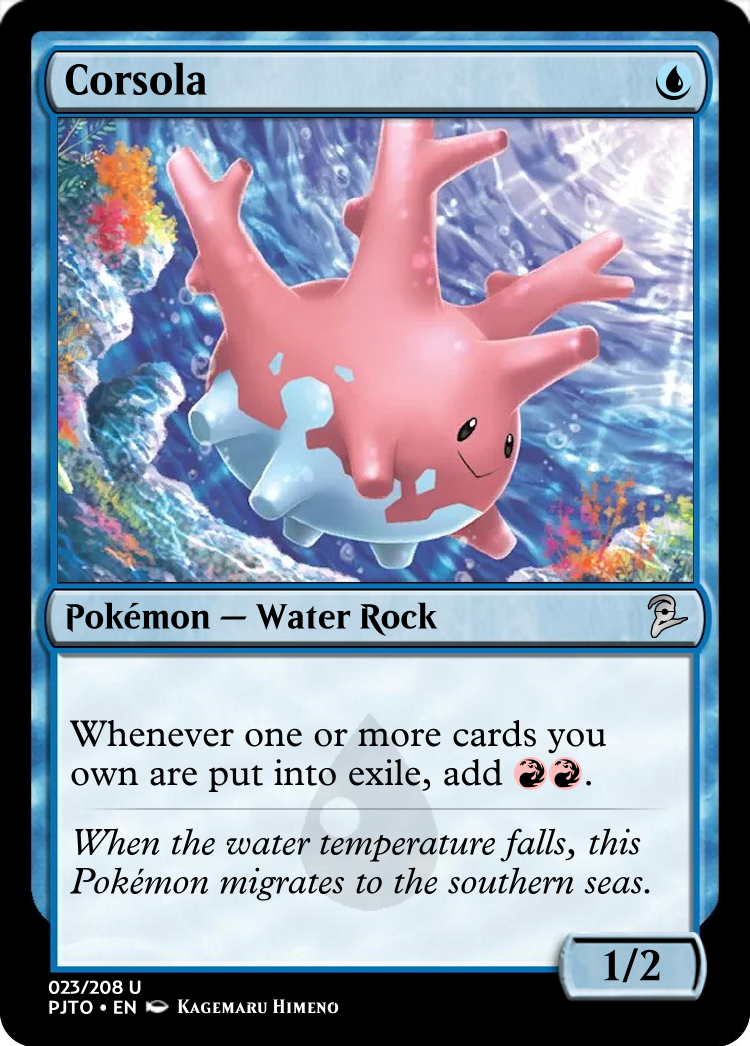 Corsola
Pokémon — Water Rock
Whenever one or more cards you
own are put into exile, add .
When the water temperature falls, this
Pokémon migrates to the southern seas.
1/2
023/208 U
PJTO • EN Kagemaru Himeno